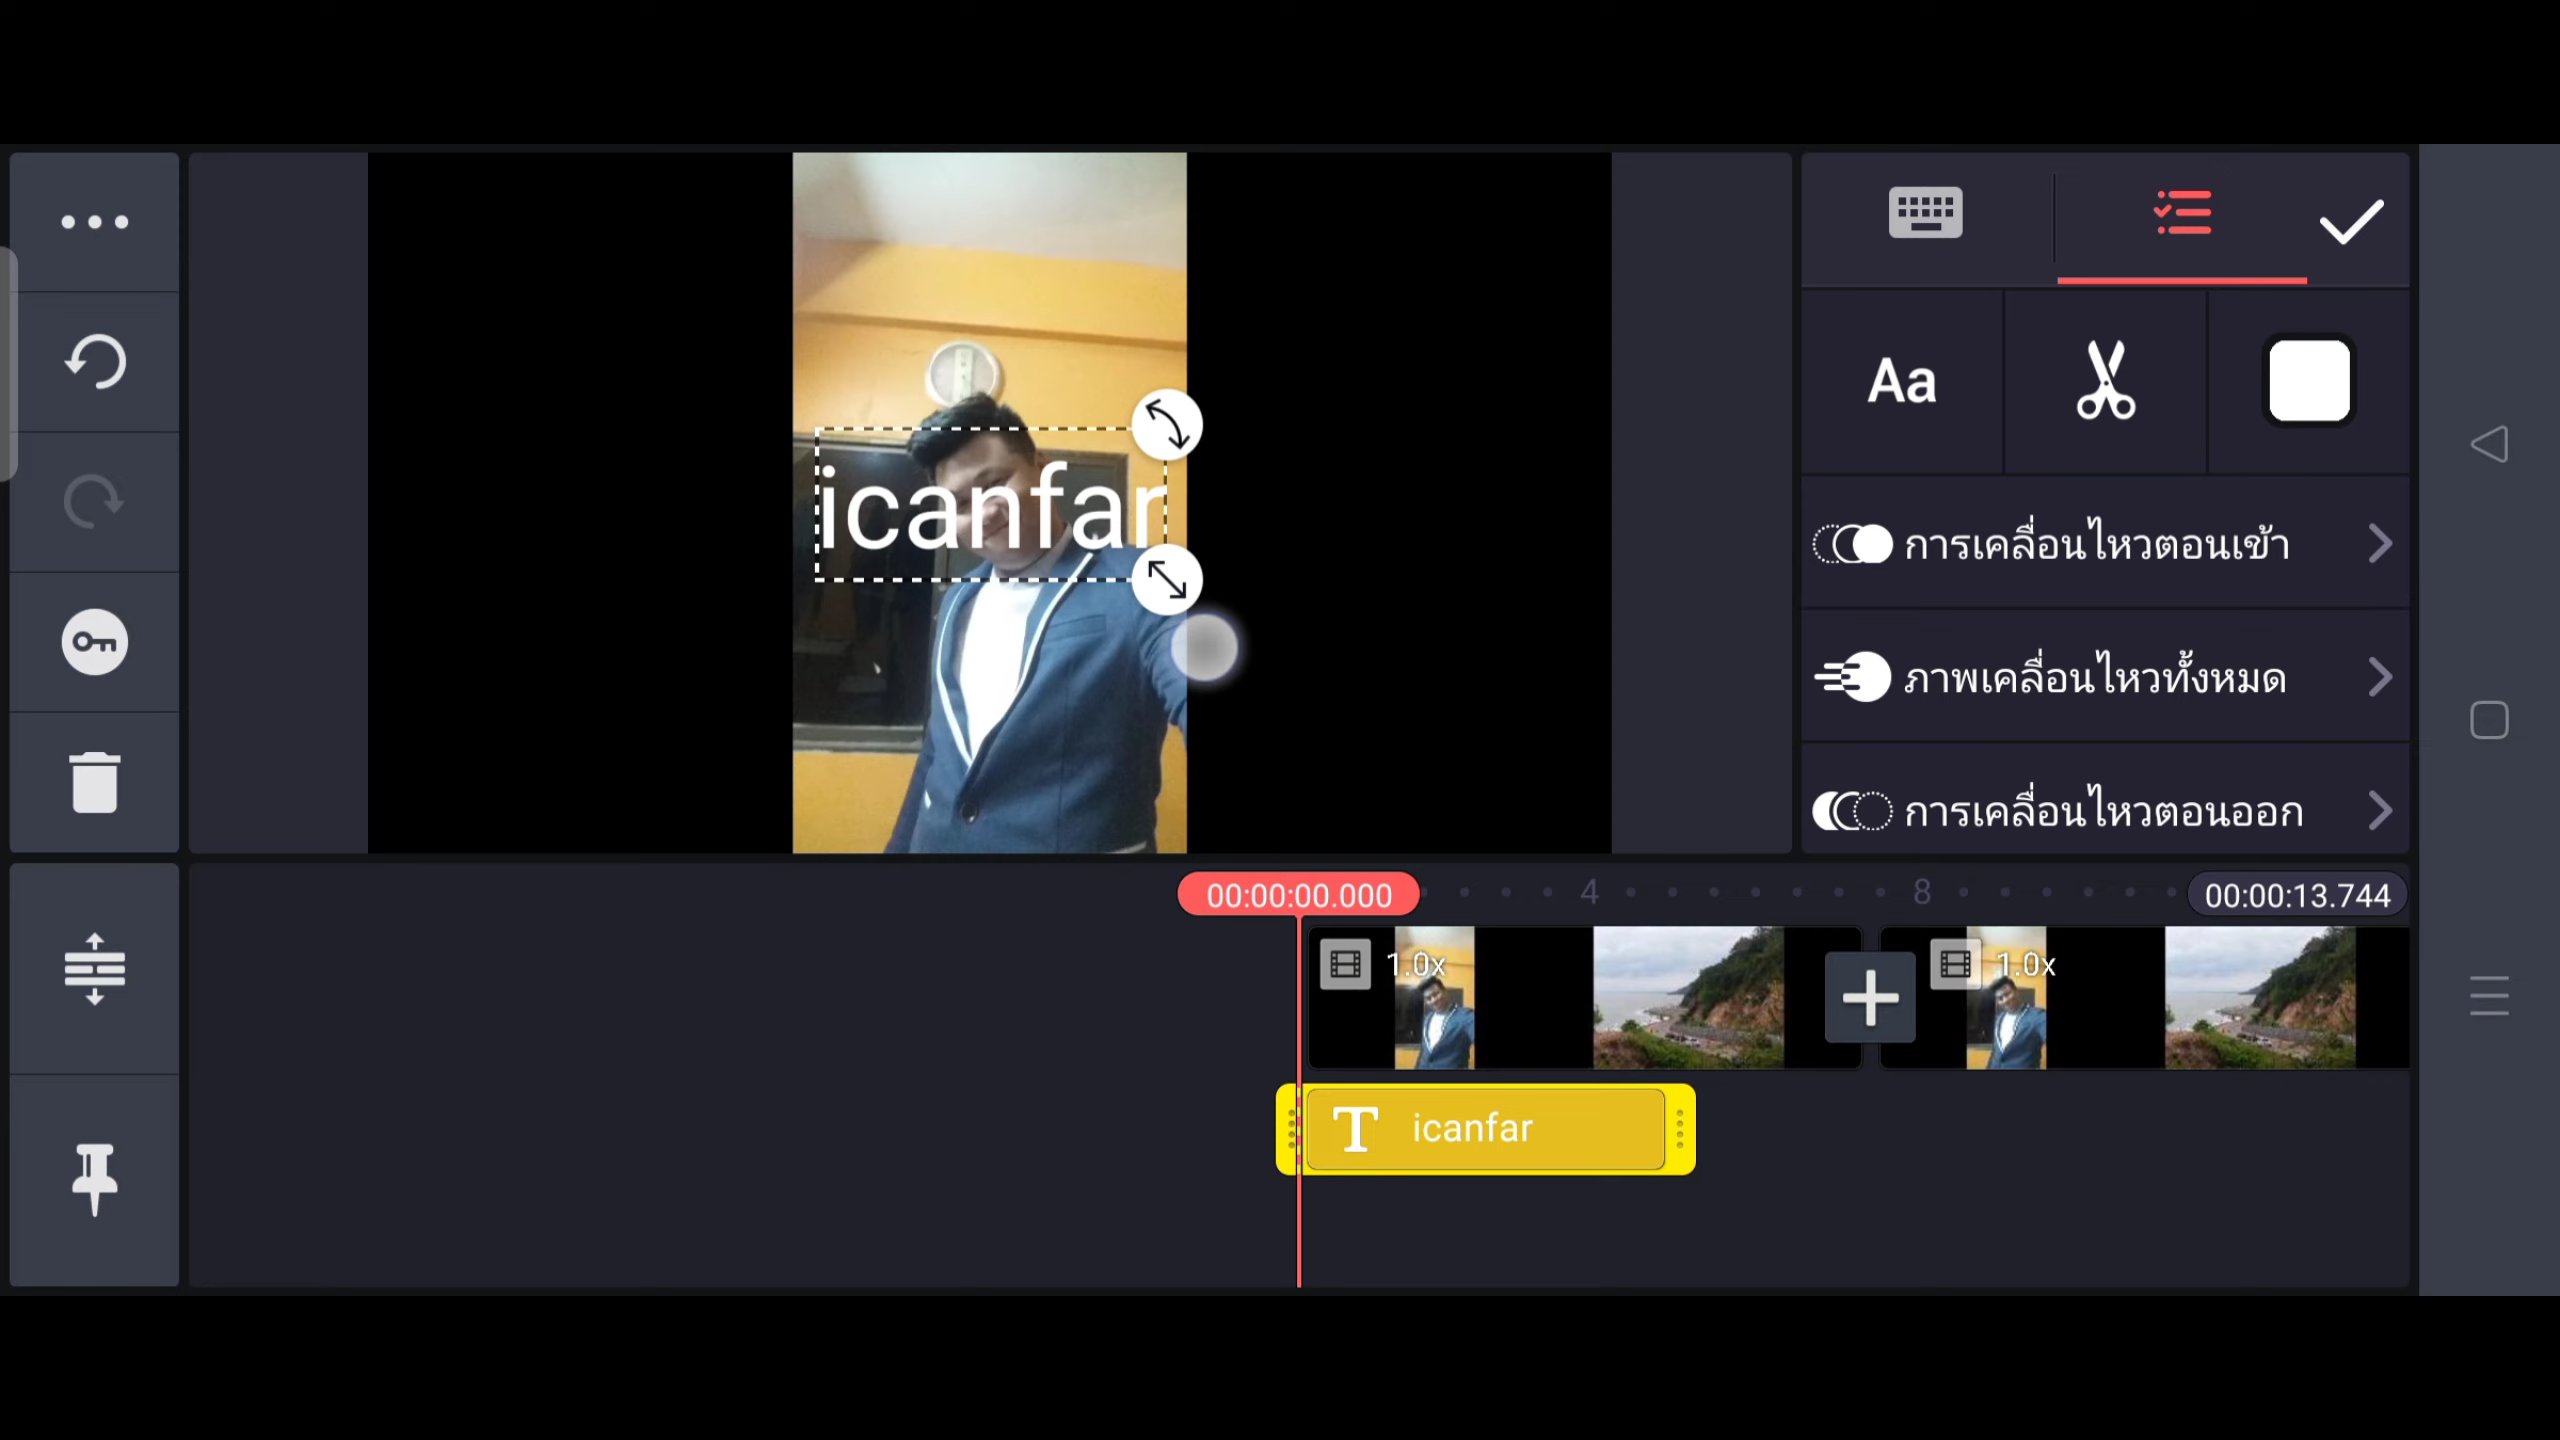 Aa
icanfar
การเคลื่อนไหวตอนเข้า
ภาพเคลื่อนไหวทั้งหมด
การเคลื่อนไหวตอนออก
00:00:00.000
4
8
00:00:13.744
1.0x
1.0x
T icanfar